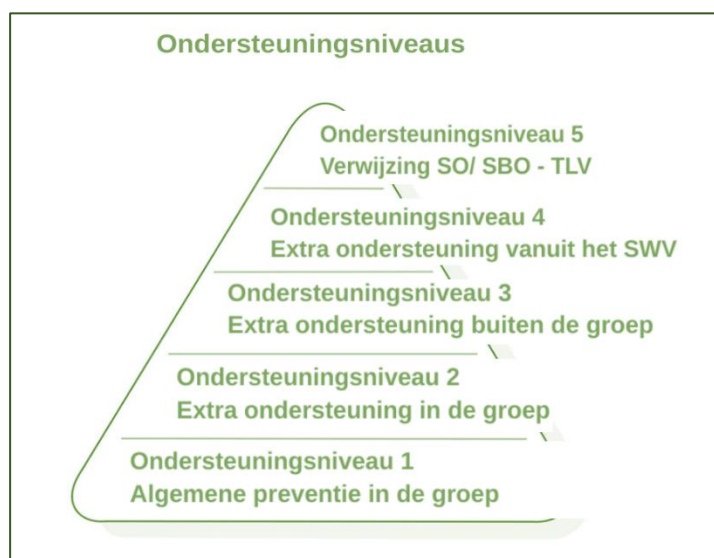 Ondersteuningsniveaus
Ondersteuningsniveau 5
Verwijzing SO/ SBO - TLV
Ondersteuningsniveau 4
Extra ondersteuning vanuit het SWV
Ondersteuningsniveau 3
Extra ondersteuning buiten de groep
Ondersteuningsniveau 2
Extra ondersteuning in de groep
Ondersteuningsniveau 1
Algemene preventie in de groep